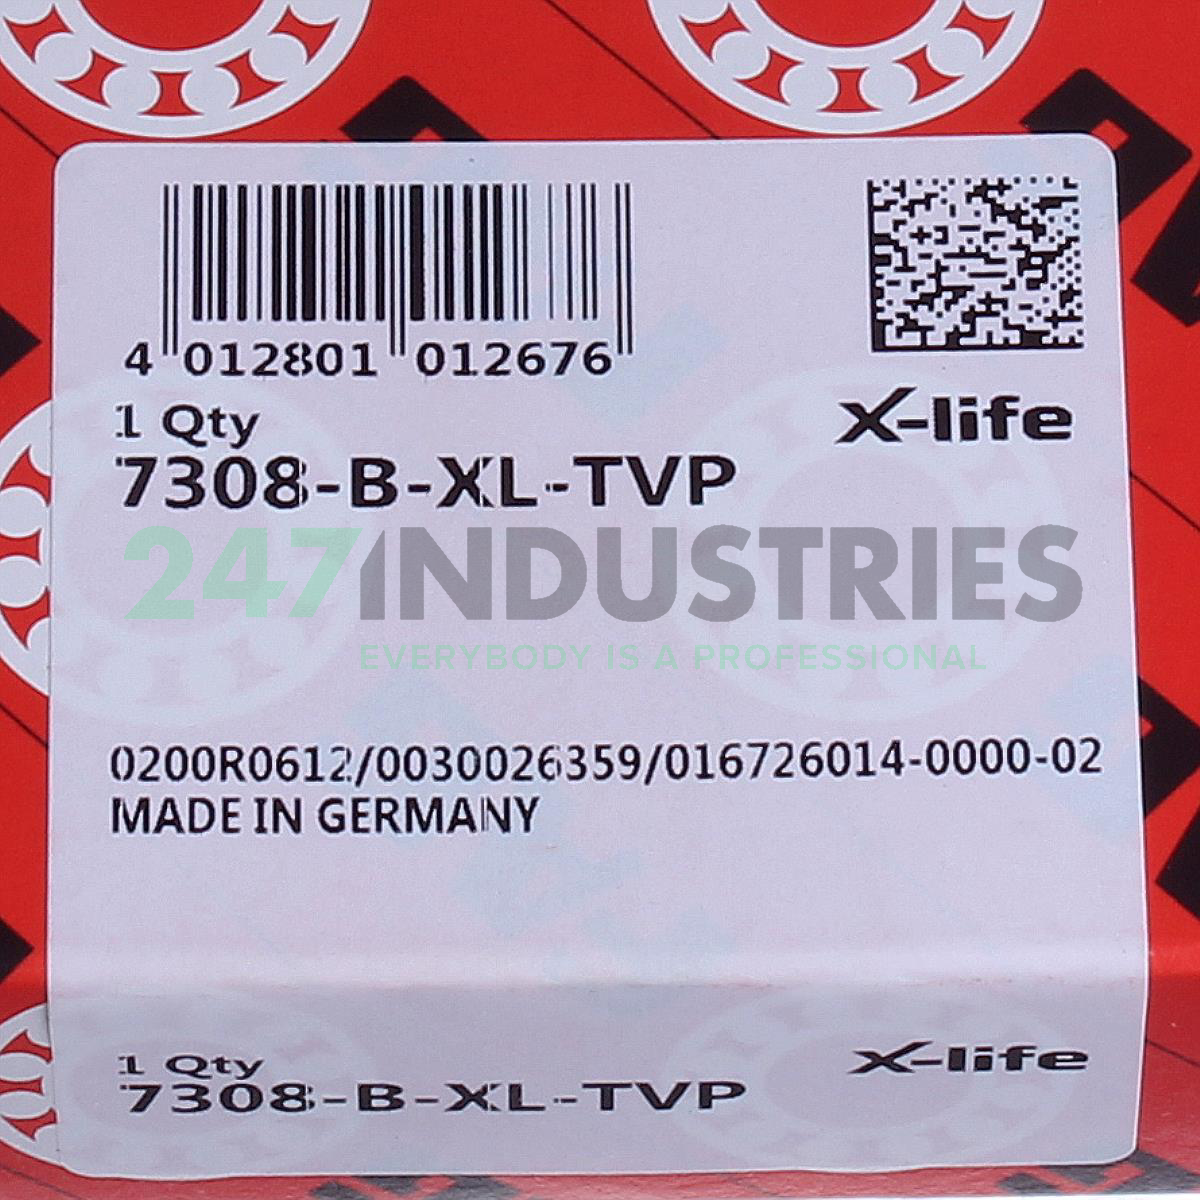 4 012801 012676
1 Qty
X-life
7308-B-XL-TVP
247INDUSTRIES
EVERYBODY IS A PROFESSIONAL
0200R0612/0030026359/016726014-0000-02
MADE IN GERMANY
1 Qty
X-life
7308-B-XL-TVP